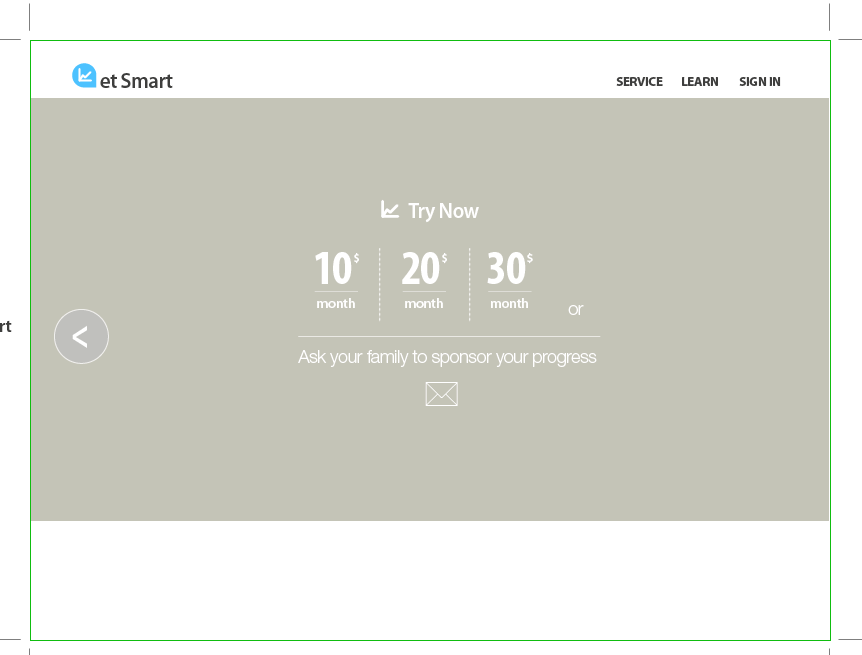 et Smart
SERVICE LEARN SIGN IN
Try Now
10$ 20$ 30$
month month month
or
rt
<
Ask your family to sponsor your progress